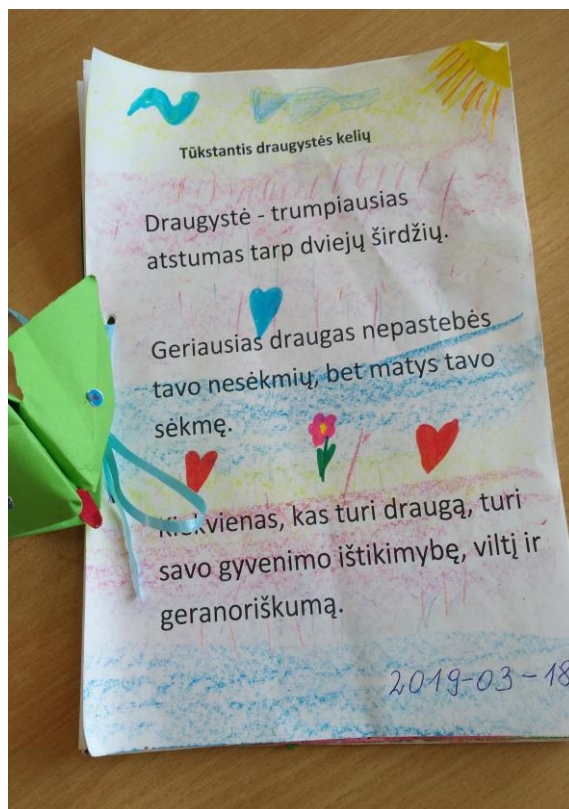 Tūkstantis draugystės kelių
Draugystė - trumpiausias
atstumas tarp dviejų širdžių.
Geriausias draugas nepastebės
tavo nesėkmių, bet matys tavo
sėkmę.
Kiekvienas, kas turi draugą, turi
savo gyvenimo ištikimybę, viltį ir
geranoriškumą.
2019-03-18